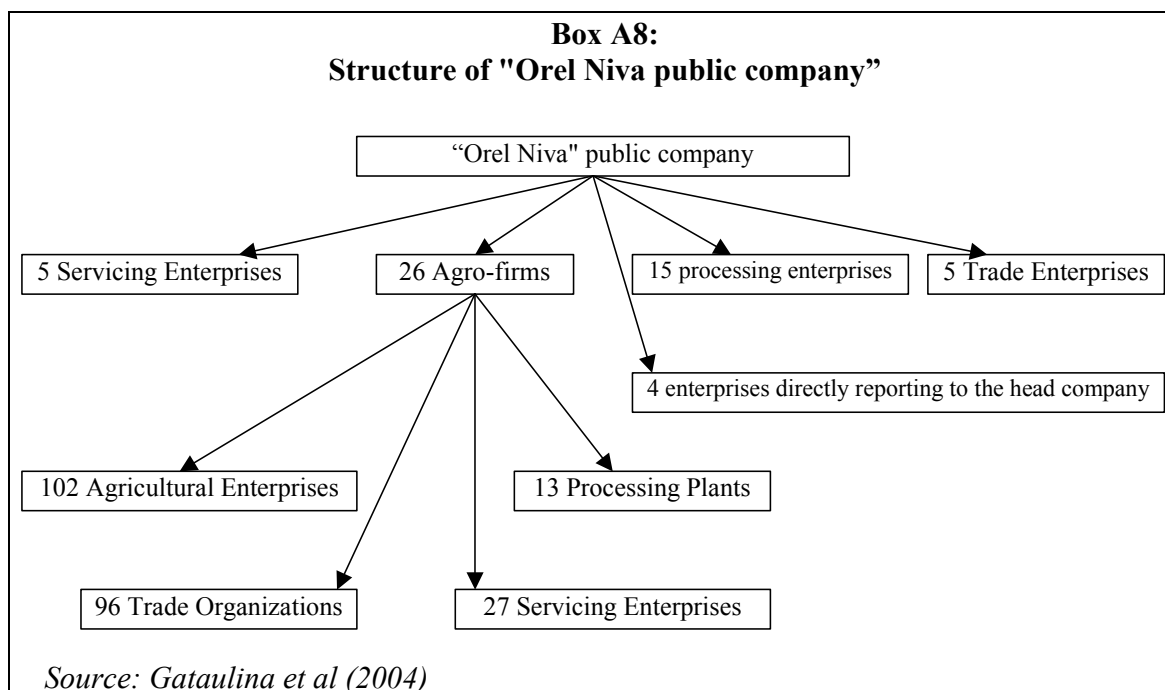 Box A8:
Structure of "Orel Niva public company”
“Orel Niva" public company
5 Servicing Enterprises
26 Agro-firms
15 processing enterprises
5 Trade Enterprises
4 enterprises directly reporting to the head company
102 Agricultural Enterprises
13 Processing Plants
96 Trade Organizations
27 Servicing Enterprises
Source: Gataulina et al (2004)